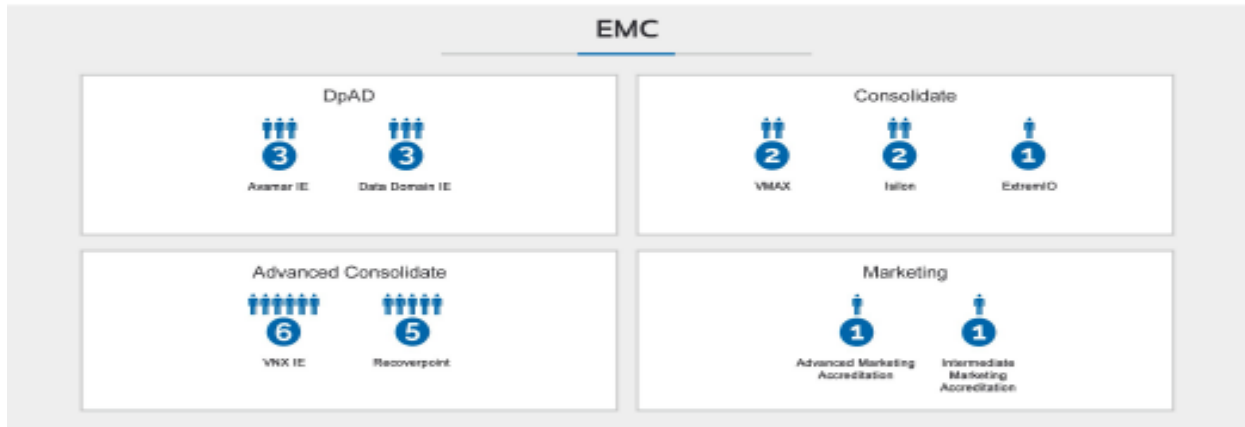 EMC
DpAD
3 3
Avamar IE Data Domain IE
Consolidate
2 2 1
VMAX Isilon ExtremIO
Advanced Consolidate
6 5
VNX IE Recoverpoint
Marketing
1 1
Advanced Marketing
Accreditation
Intermediate
Marketing
Accreditation